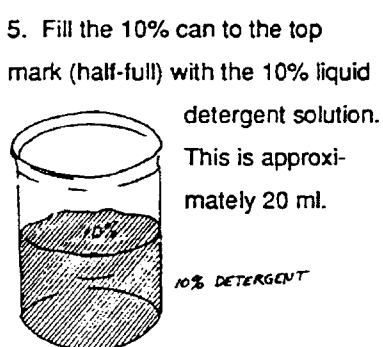 5. Fill the 10% can to the top
mark (half-full) with the 10% liquid
detergent solution.
This is approxi-
mately 20 ml.
10%
10% DETERGENT